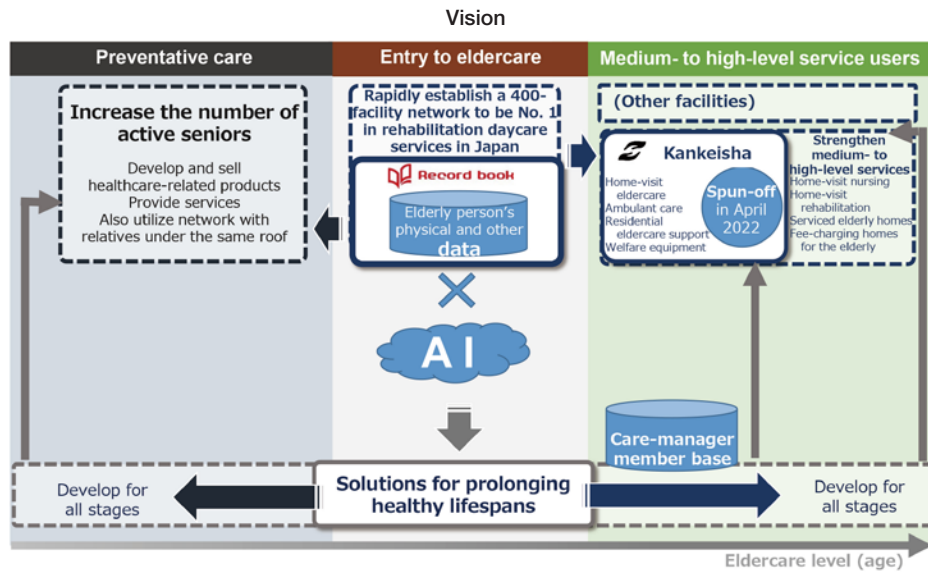 Vision
Preventative care
Entry to eldercare
Medium- to high-level service users
Increase the number of
active seniors
Develop and sell
healthcare-related products
Provide services
Also utilize network with
relatives under the same roof
Rapidly establish a 400-
facility network to be No. 1
in rehabilitation daycare
services in Japan
Record book
Elderly person's
physical and other
data
AI
(Other facilities)
Kankeisha
Home-visit
eldercare
Ambulant care
Residential
eldercare support
Welfare equipment
Spun-off
in April
2022
Strengthen
medium- to
high-level services
Home-visit nursing
Home-visit
rehabilitation
Serviced elderly homes
Fee-charging homes
for the elderly
Care-manager
member base
Develop for
all stages
Solutions for prolonging
healthy lifespans
Develop for
all stages
Eldercare level (age)